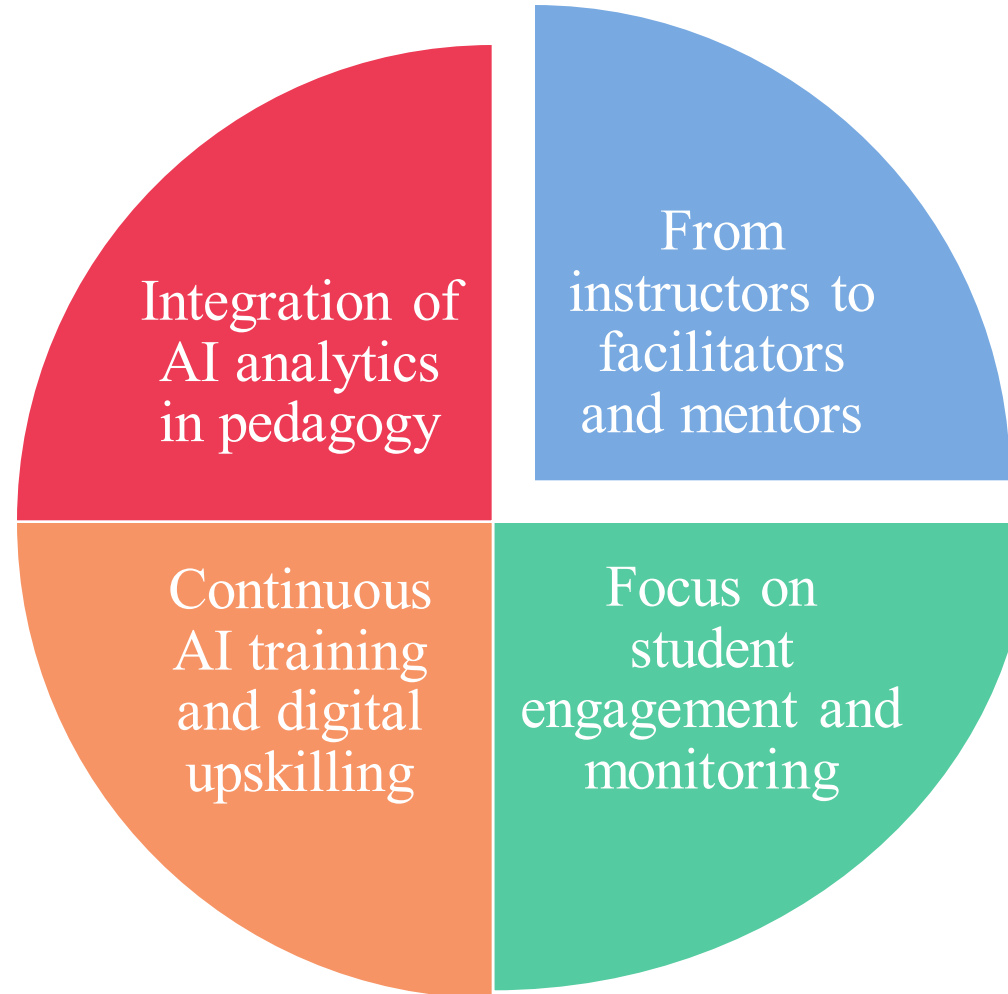 Integration of
AI analytics
in pedagogy
From
instructors to
facilitators
and mentors
Continuous
AI training
and digital
upskilling
Focus on
student
engagement and
monitoring